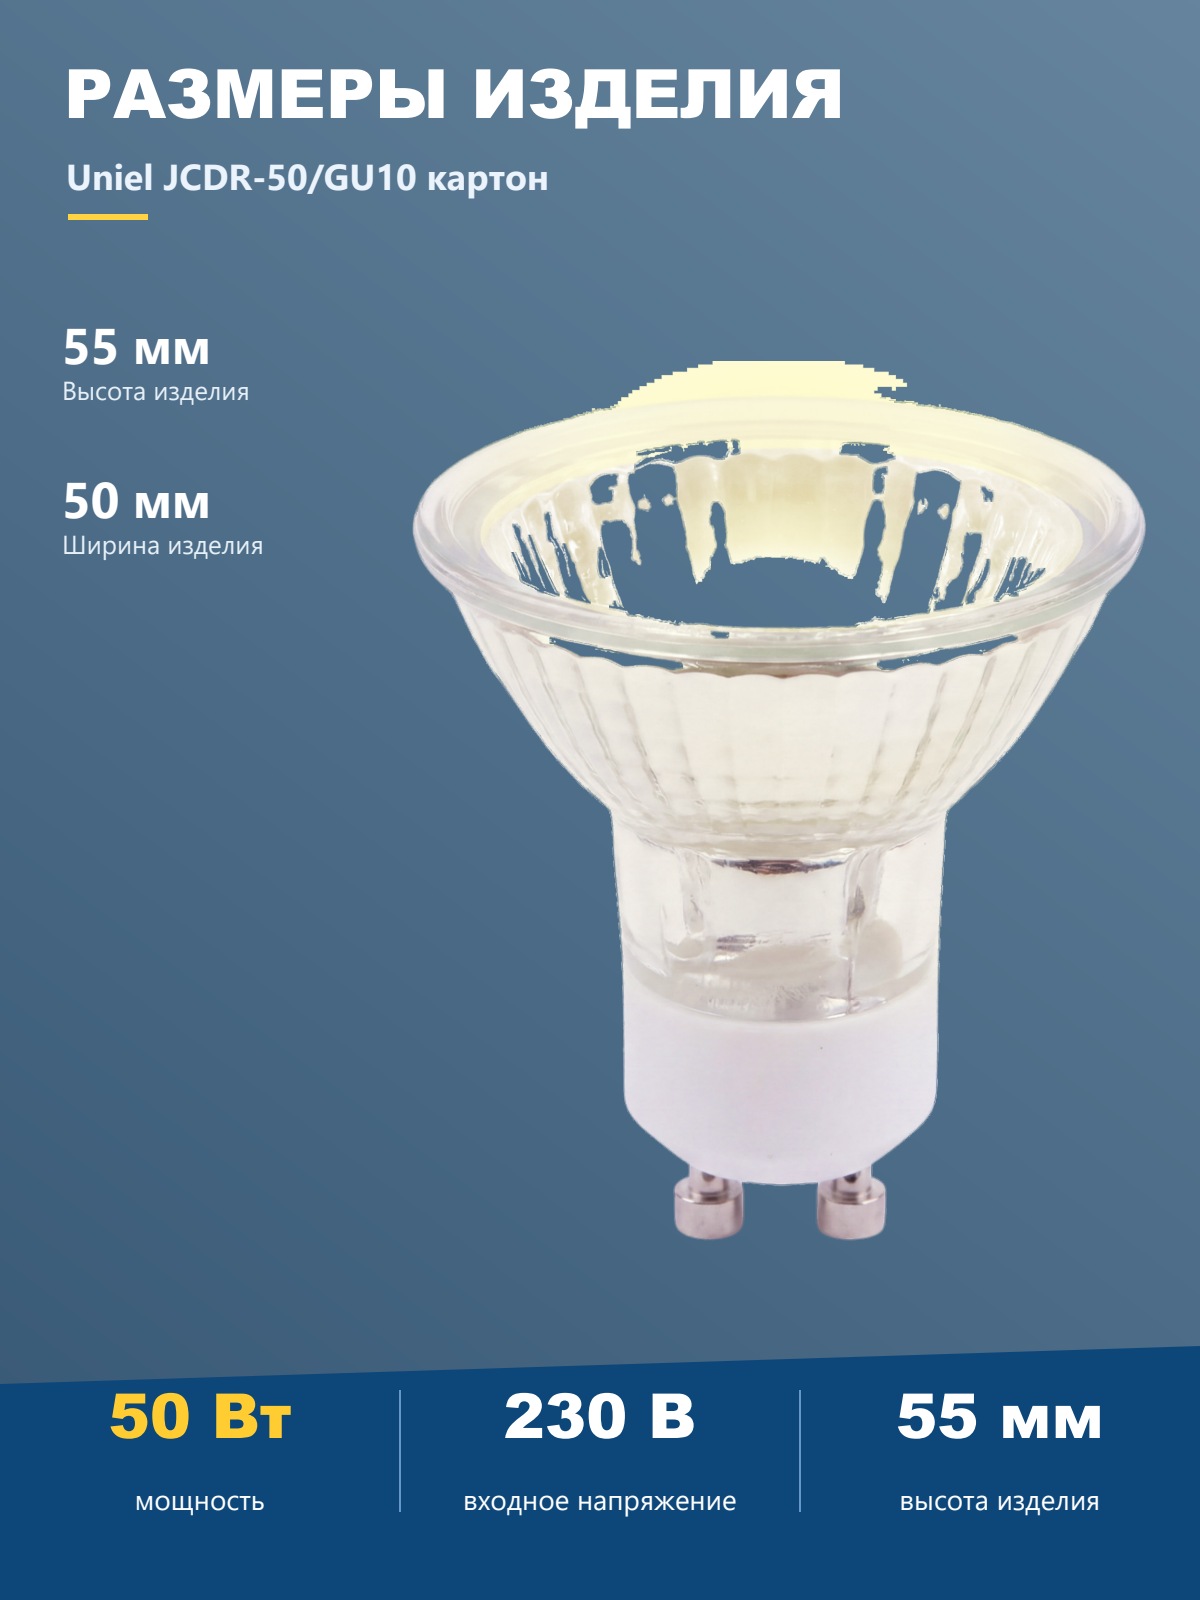 РАЗМЕРЫ ИЗДЕЛИЯ
Uniel JCDR-50/GU10 картон
55 мм
Высота изделия
50 мм
Ширина изделия
50 Вт
мощность
230 В
входное напряжение
55 мм
высота изделия